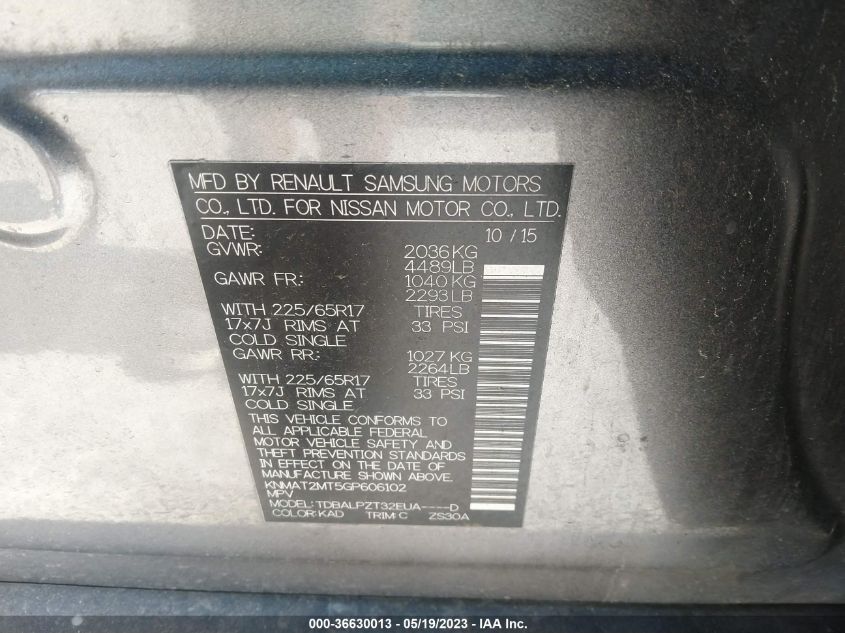 MFD BY RENAULT SAMSUNG MOTORS
CO., LTD. FOR NISSAN MOTOR CO., LTD.
DATE: 10 / 15
GVWR: 2036KG
4489LB
GAWR FR.: 1040 KG
2293LB
WITH 225/65R17 TIRES
17x7J RIMS AT 33 PSI
COLD SINGLE
GAWR RR.: 1027 KG
2264LB
WITH 225/65R17 TIRES
17x7J RIMS AT 33 PSI
COLD SINGLE
THIS VEHICLE CONFORMS TO
ALL APPLICABLE FEDERAL
MOTOR VEHICLE SAFETY AND
THEFT PREVENTION STANDARDS
IN EFFECT ON THE DATE OF
MANUFACTURE SHOWN ABOVE.
KNMAT2MT5GP606102
MPV
MODEL: TDBALPZT32EUA----D
COLOR:KAD TRIM:C ZS30A
000-36630013 - 05/19/2023 - IAA Inc.